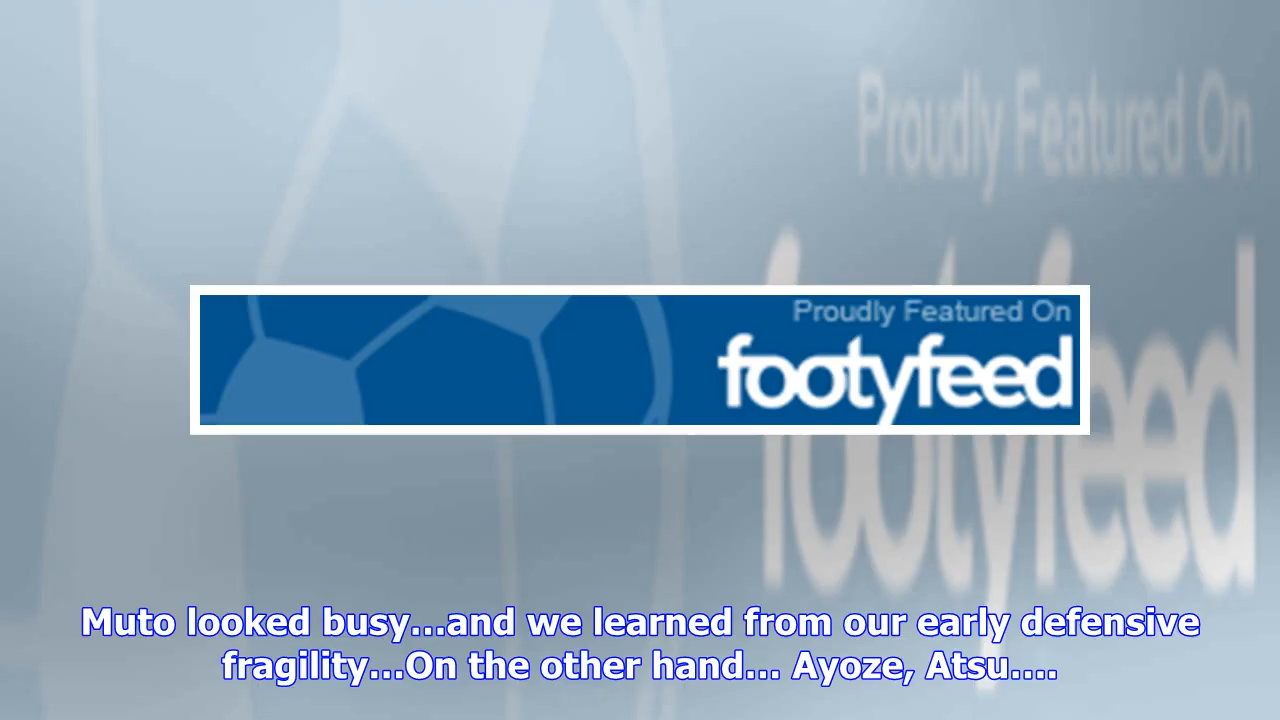 Proudly Featured On
footyfeed
Proudly Featured On
footyfeed
Muto looked busy...and we learned from our early defensive
fragility...On the other hand... Ayoze, Atsu....